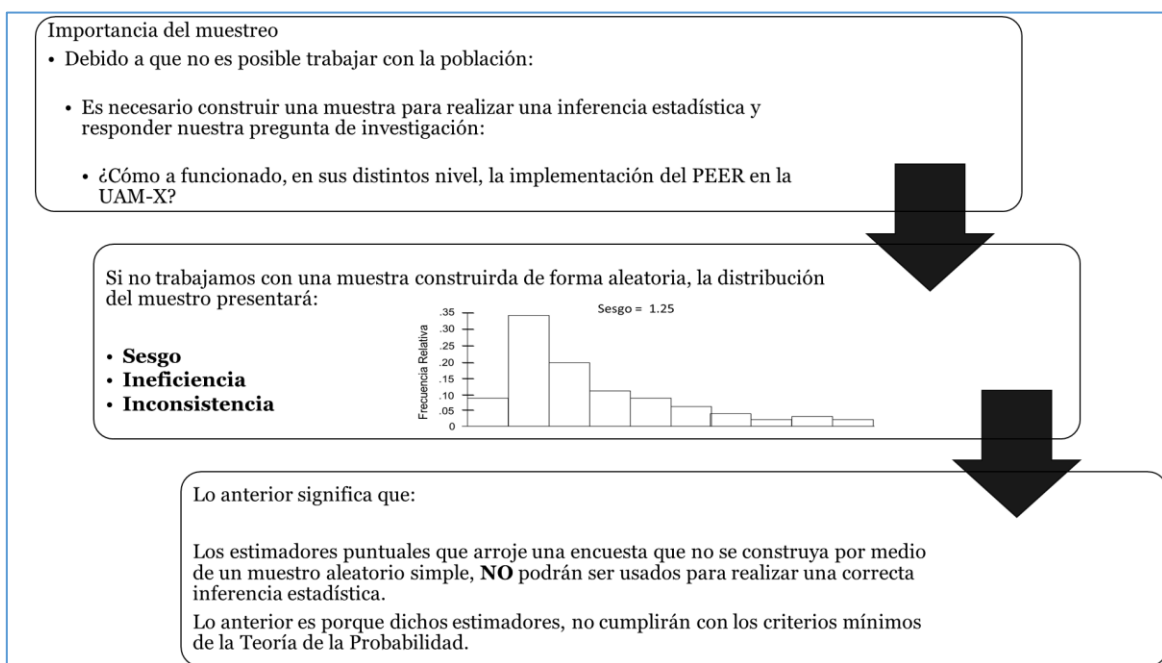 Importancia del muestreo
• Debido a que no es posible trabajar con la población:
• Es necesario construir una muestra para realizar una inferencia estadística y
responder nuestra pregunta de investigación:
• ¿Cómo a funcionado, en sus distintos nivel, la implementación del PEER en la
UAM-X?
Si no trabajamos con una muestra construirda de forma aleatoria, la distribución
del muestro presentará:
• Sesgo
• Ineficiencia
• Inconsistencia
Sesgo = 1.25
Frecuencia Relativa
.35
.30
.25
.20
.15
.10
.05
0
Lo anterior significa que:
Los estimadores puntuales que arroje una encuesta que no se construya por medio
de un muestro aleatorio simple, NO podrán ser usados para realizar una correcta
inferencia estadística.
Lo anterior es porque dichos estimadores, no cumplirán con los criterios mínimos
de la Teoría de la Probabilidad.